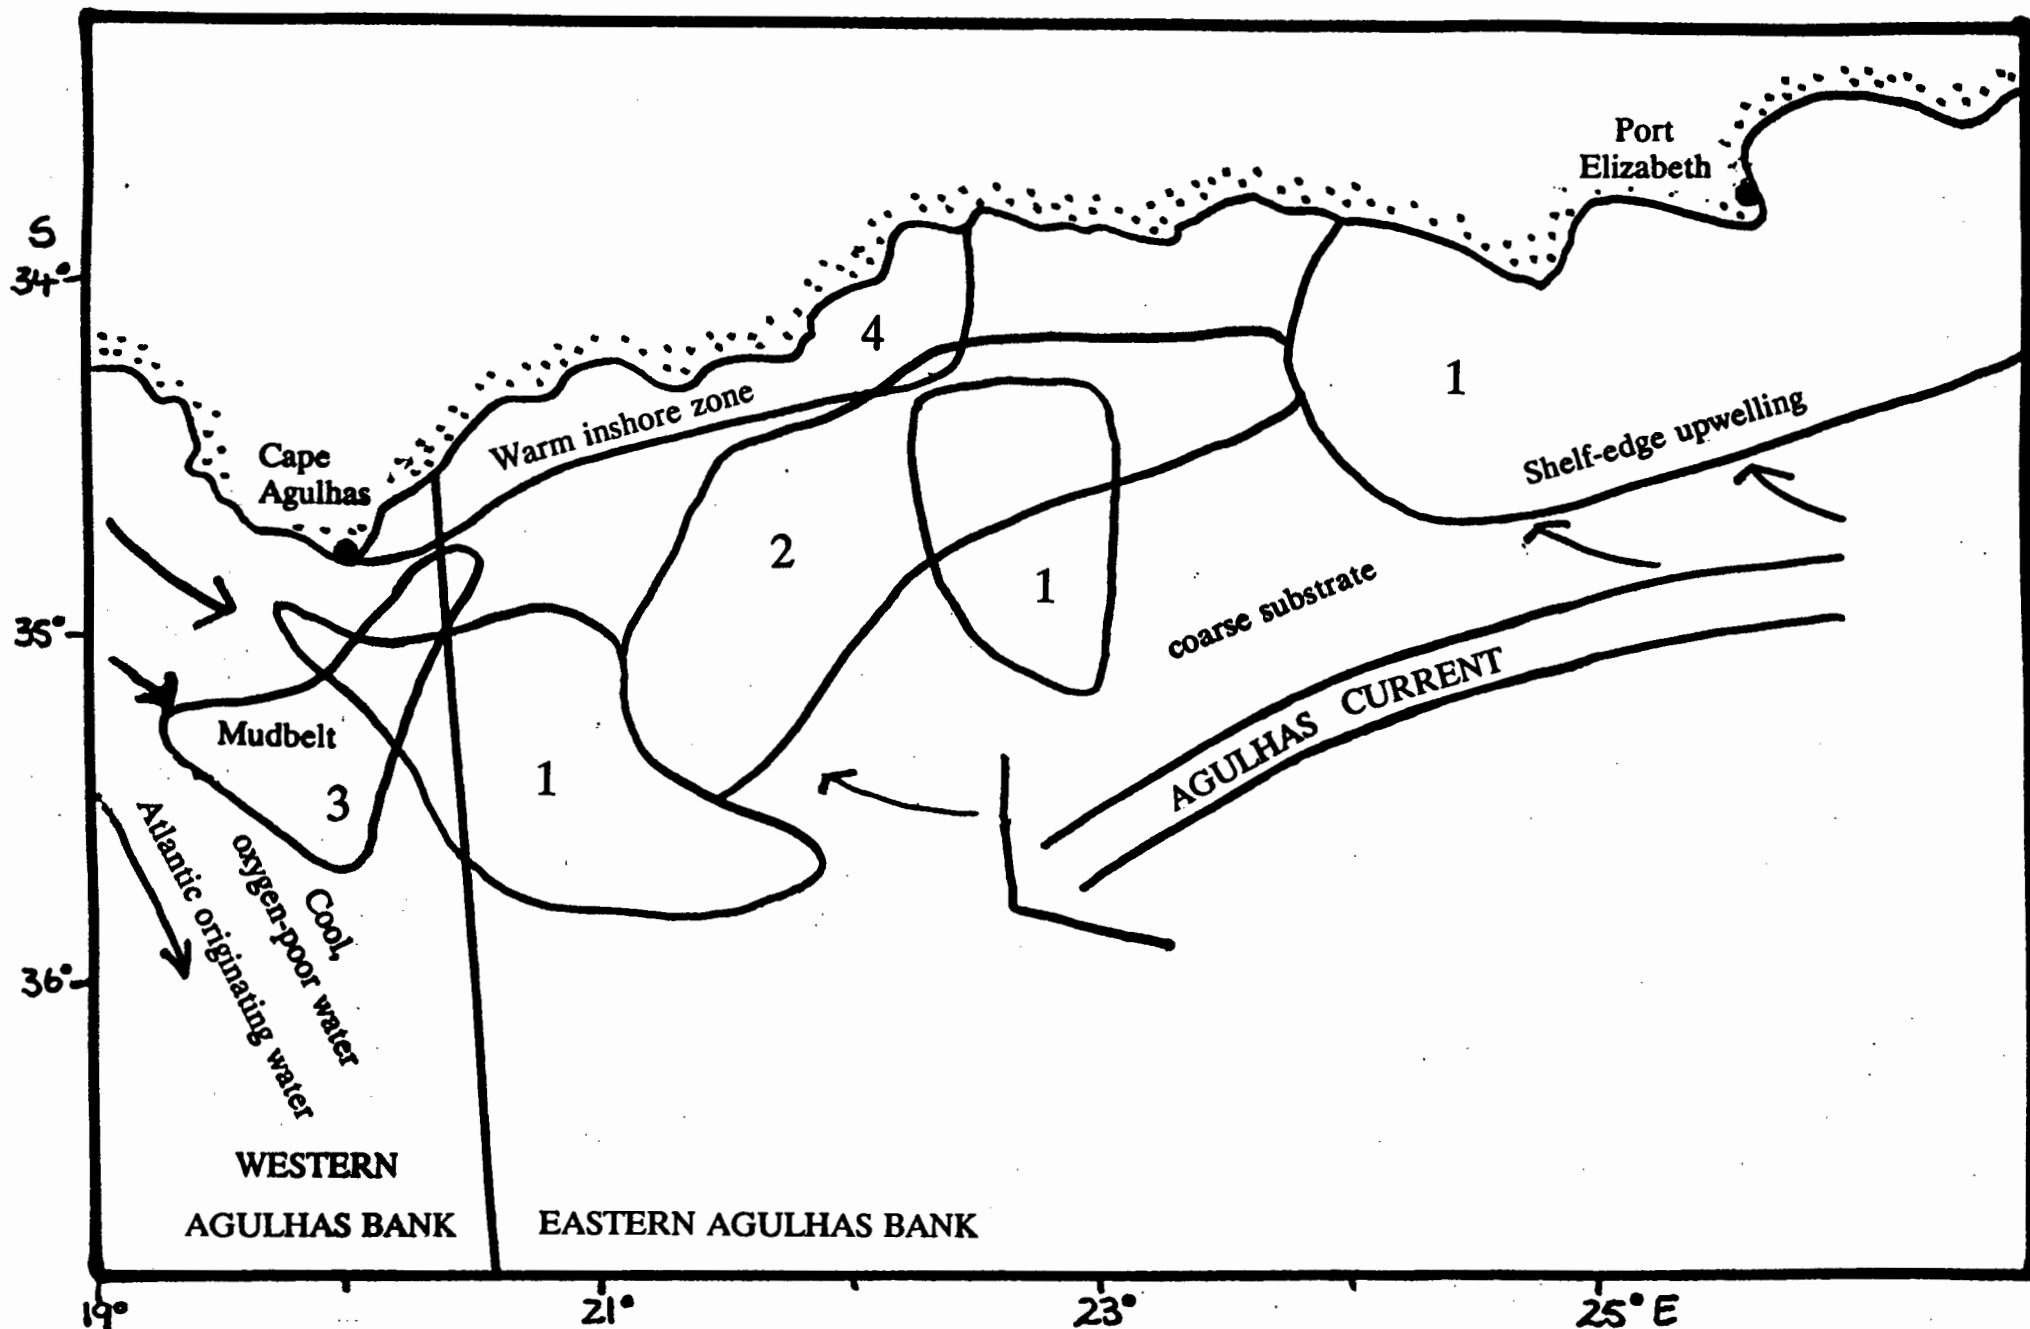 Port
Elizabeth
S
34°
4
1
Warm inshore zone
Shelf-edge upwelling
Cape
Agulhas
2
1
coarse substrate
35°
AGULHAS CURRENT
Mudbelt
3
1
Atlantic originating water
Cool,
oxygen-poor water
36°
WESTERN
AGULHAS BANK
EASTERN AGULHAS BANK
19°
21°
23°
25° E